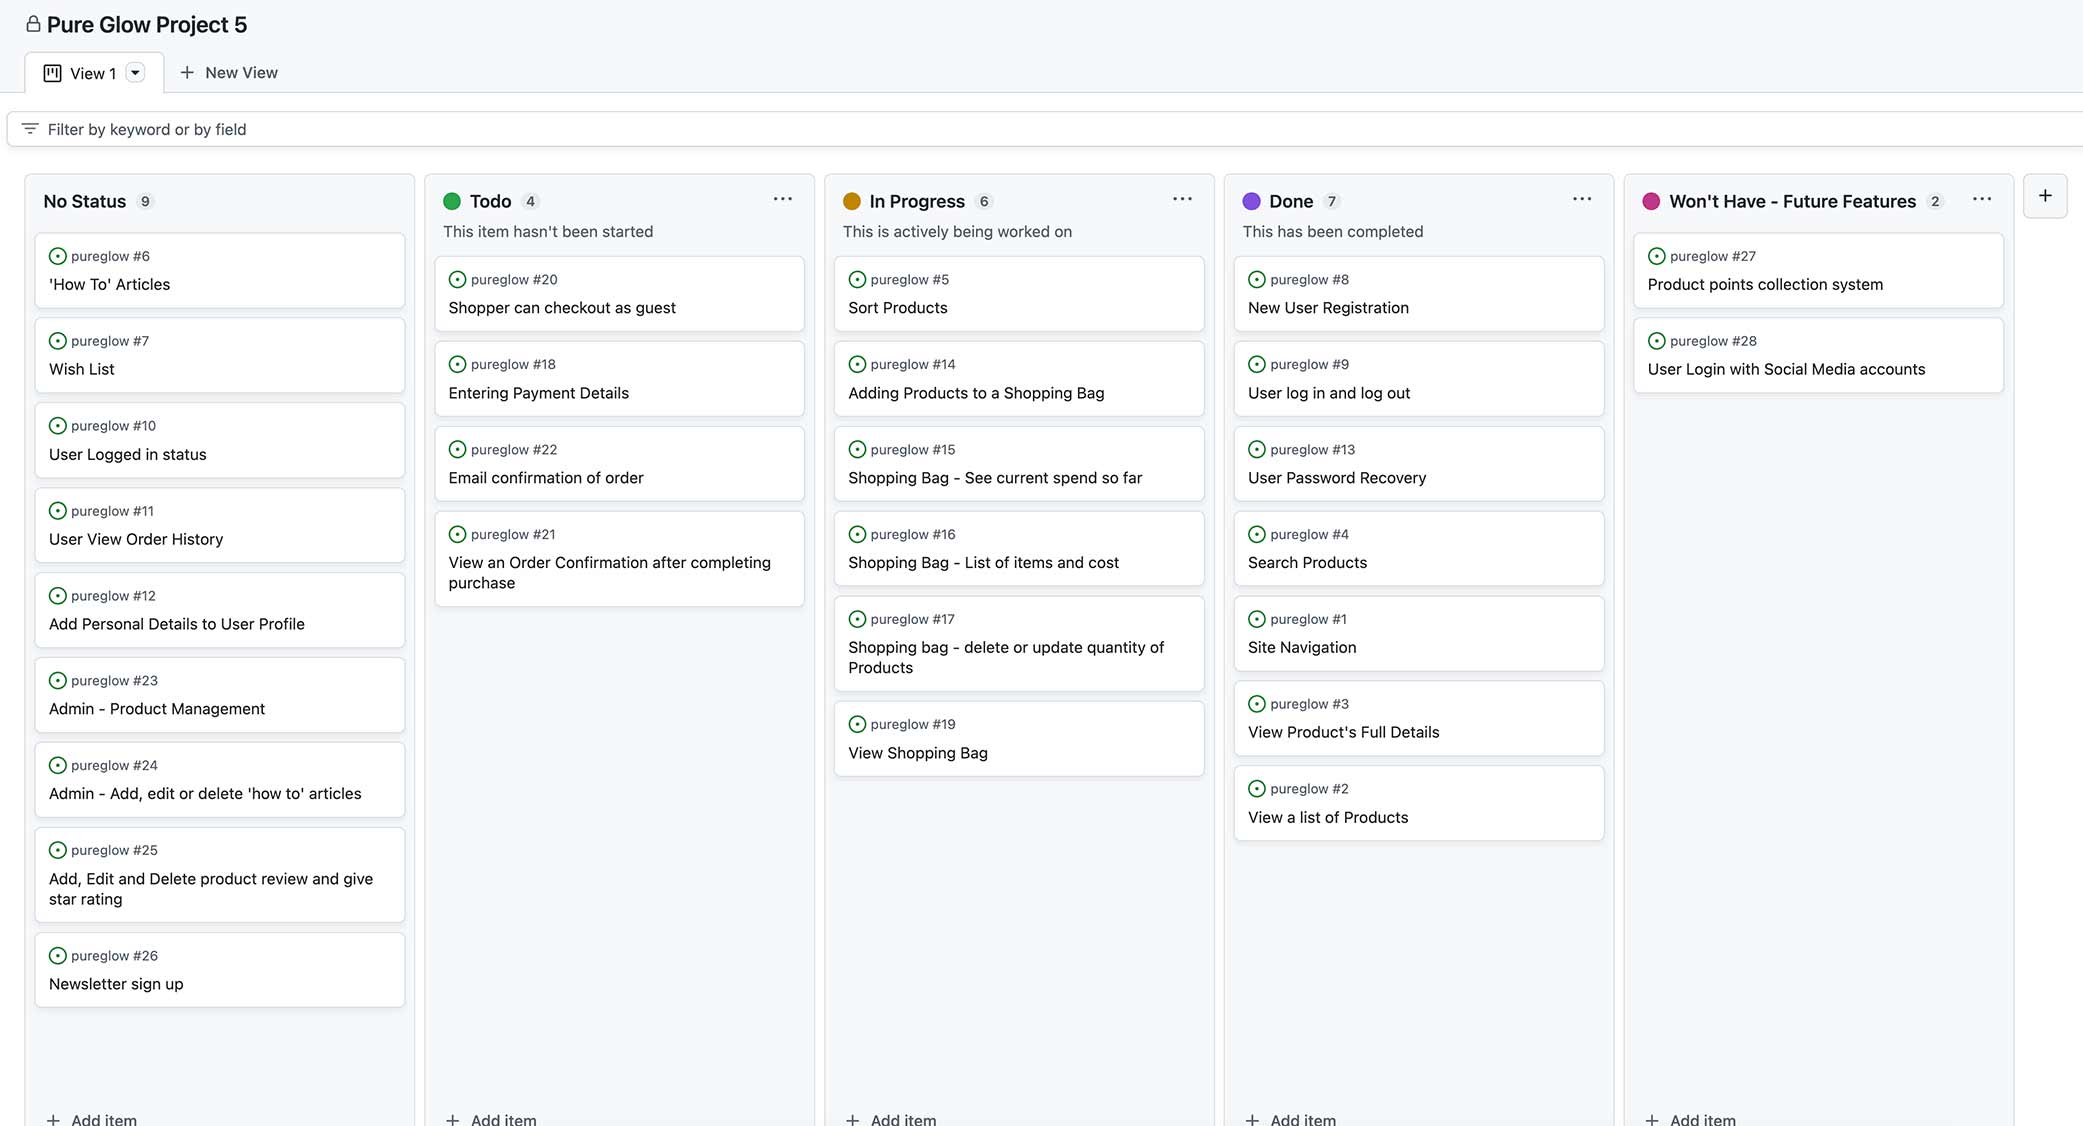 Pure Glow Project 5
View 1
New View
Filter by keyword or by field
No Status 9
pureglow #6
'How To' Articles
pureglow #7
Wish List
pureglow #10
User Logged in status
pureglow #11
User View Order History
pureglow #12
Add Personal Details to User Profile
pureglow #23
Admin - Product Management
pureglow #24
Admin - Add, edit or delete 'how to' articles
pureglow #25
Add, Edit and Delete product review and give
star rating
pureglow #26
Newsletter sign up
Add item
Todo 4
This item hasn't been started
pureglow #20
Shopper can checkout as guest
pureglow #18
Entering Payment Details
pureglow #22
Email confirmation of order
pureglow #21
View an Order Confirmation after completing
purchase
Add item
In Progress 6
This is actively being worked on
pureglow #5
Sort Products
pureglow #14
Adding Products to a Shopping Bag
pureglow #15
Shopping Bag - See current spend so far
pureglow #16
Shopping Bag - List of items and cost
pureglow #17
Shopping bag - delete or update quantity of
Products
pureglow #19
View Shopping Bag
Add item
Done 7
This has been completed
pureglow #8
New User Registration
pureglow #9
User log in and log out
pureglow #13
User Password Recovery
pureglow #4
Search Products
pureglow #1
Site Navigation
pureglow #3
View Product's Full Details
pureglow #2
View a list of Products
Add item
Won't Have - Future Features 2
pureglow #27
Product points collection system
pureglow #28
User Login with Social Media accounts
Add item